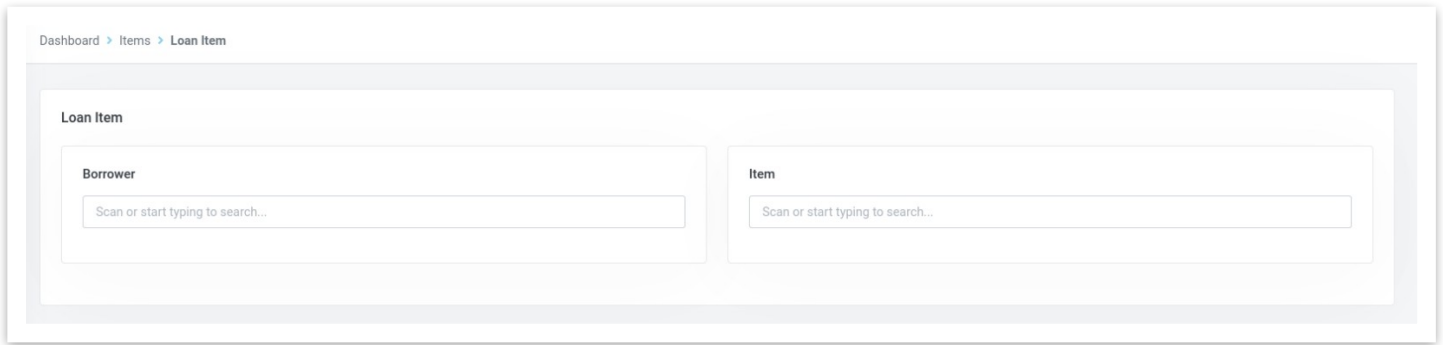 Dashboard > Items > Loan Item
Loan Item
Borrower
Scan or start typing to search...
Item
Scan or start typing to search...